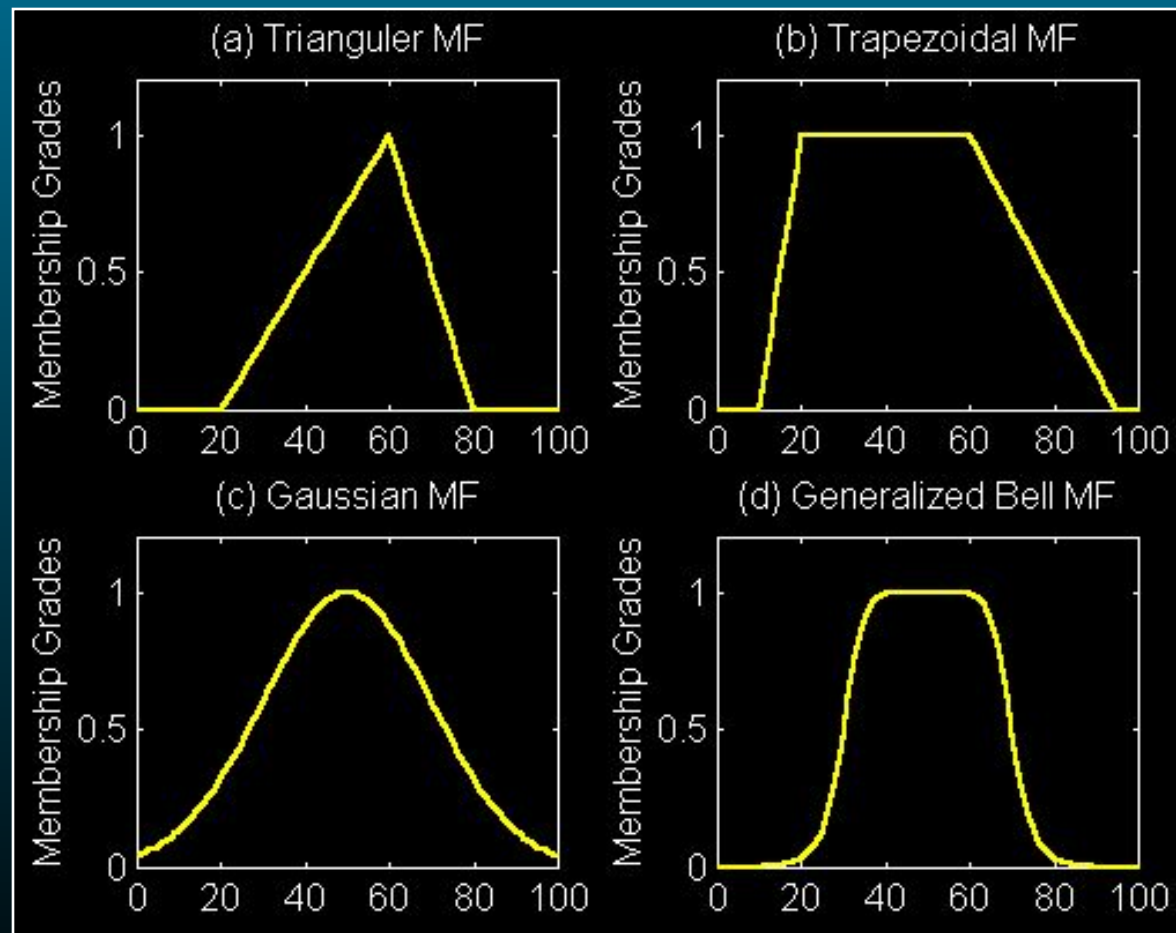 (a) Trianguler MF
Membership Grades
1
0.5
0
0 20 40 60 80 100
(b) Trapezoidal MF
Membership Grades
1
0.5
0
0 20 40 60 80 100
(c) Gaussian MF
Membership Grades
1
0.5
0
0 20 40 60 80 100
(d) Generalized Bell MF
Membership Grades
1
0.5
0
0 20 40 60 80 100